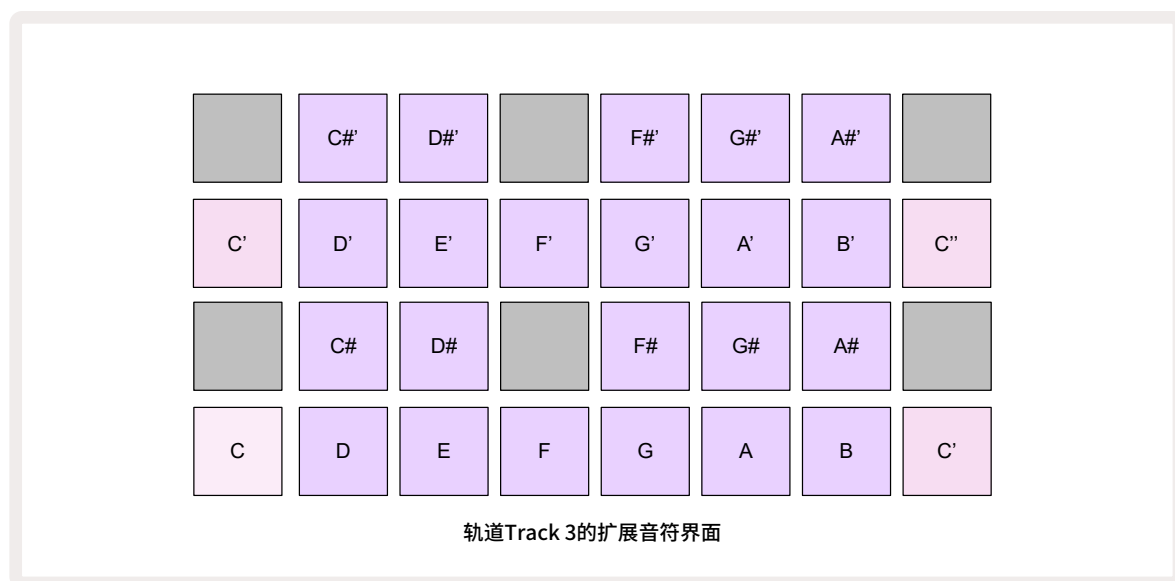 C#’ D#’ F#’ G#’ A#’
C’ D’ E’ F’ G’ A’ B’ C’’
C# D# F# G# A#
C D E F G A B C’
轨道Track 3的扩展音符界面